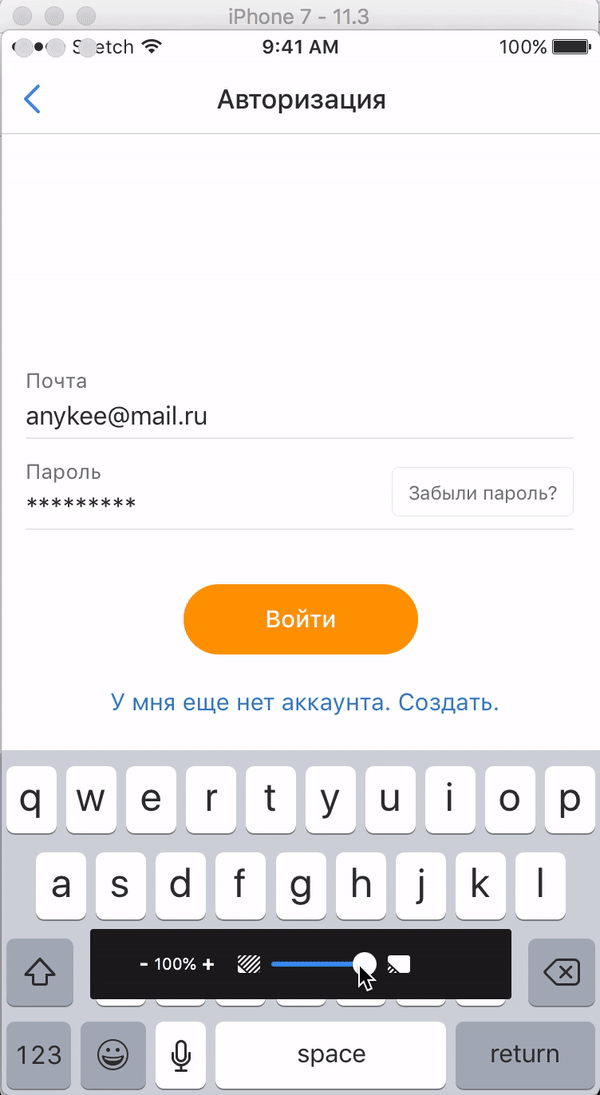 iPhone 7 - 11.3
9:41 AM
100%
Авторизация
Почта
anykee@mail.ru
Пароль
*********
Забыли пароль?
Войти
У мня еще нет аккаунта. Создать.
q w e r t y u i o p
a s d f g h j k l
- 100% +
123
space
return